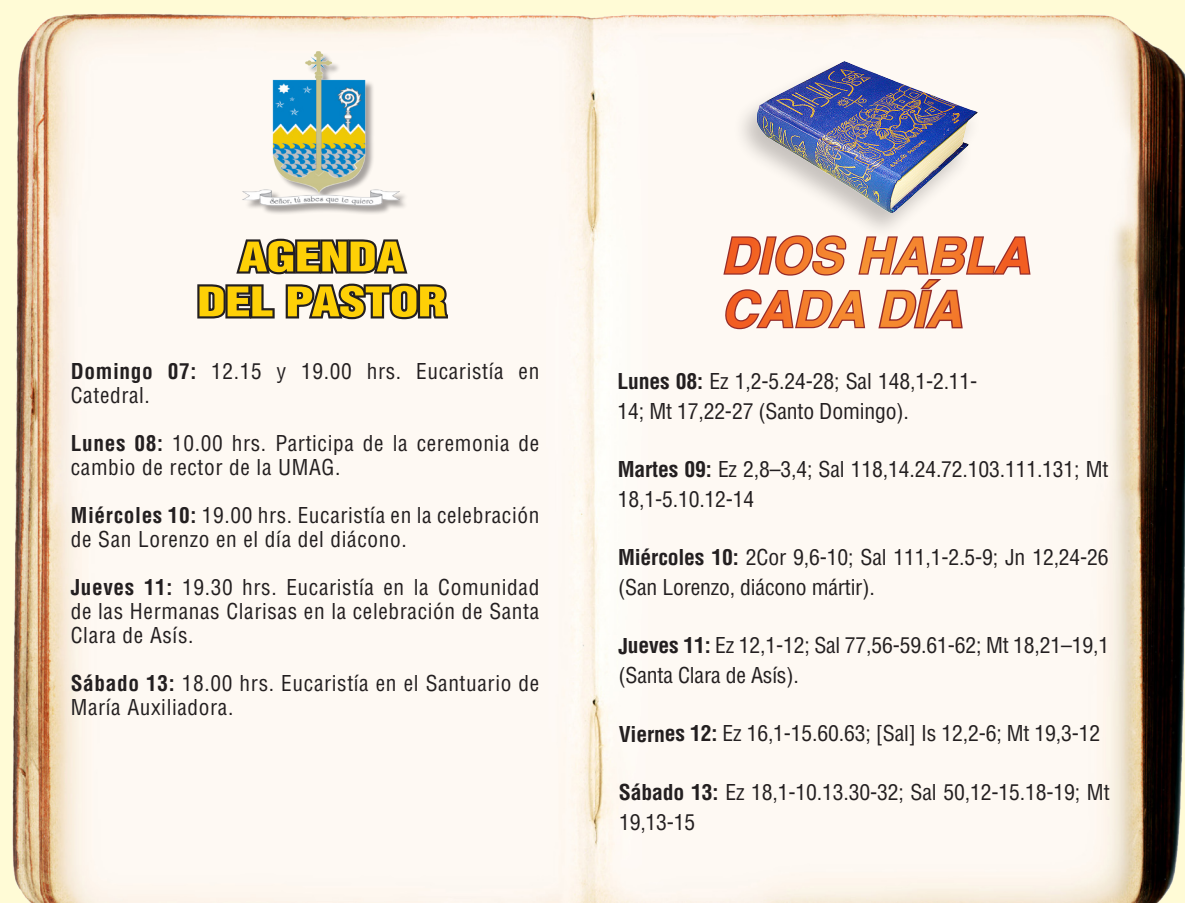 Señor, tú sabes que te quiero
AGENDA
DEL PASTOR
Domingo 07: 12.15 y 19.00 hrs. Eucaristía en
Catedral.
Lunes 08: 10.00 hrs. Participa de la ceremonia de
cambio de rector de la UMAG.
Miércoles 10: 19.00 hrs. Eucaristía en la celebración
de San Lorenzo en el día del diácono.
Jueves 11: 19.30 hrs. Eucaristía en la Comunidad
de las Hermanas Clarisas en la celebración de Santa
Clara de Asís.
Sábado 13: 18.00 hrs. Eucaristía en el Santuario de
María Auxiliadora.
DIOS HABLA
CADA DÍA
Lunes 08: Ez 1,2-5.24-28; Sal 148,1-2.11-
14; Mt 17,22-27 (Santo Domingo).
Martes 09: Ez 2,8–3,4; Sal 118,14.24.72.103.111.131; Mt
18,1-5.10.12-14
Miércoles 10: 2Cor 9,6-10; Sal 111,1-2.5-9; Jn 12,24-26
(San Lorenzo, diácono mártir).
Jueves 11: Ez 12,1-12; Sal 77,56-59.61-62; Mt 18,21–19,1
(Santa Clara de Asís).
Viernes 12: Ez 16,1-15.60.63; [Sal] Is 12,2-6; Mt 19,3-12
Sábado 13: Ez 18,1-10.13.30-32; Sal 50,12-15.18-19; Mt
19,13-15